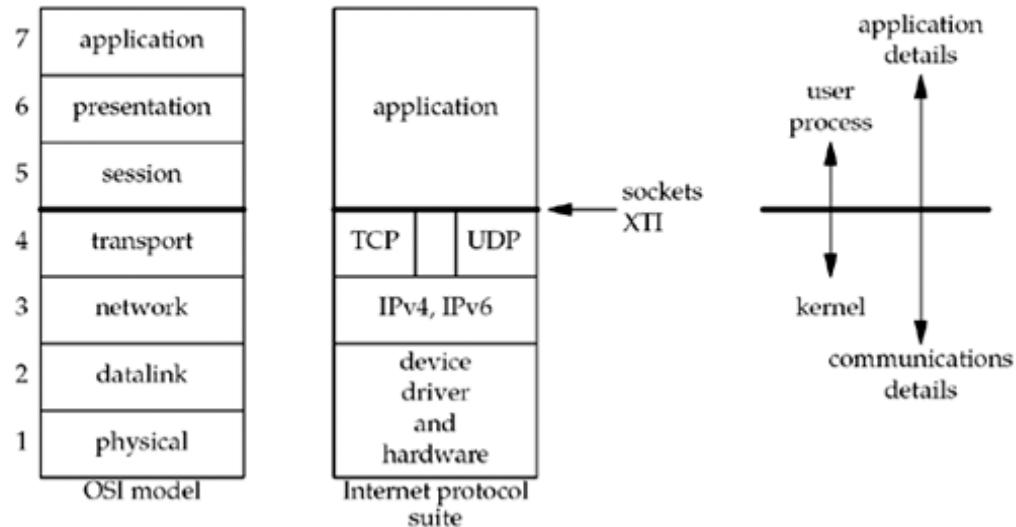 7
application
6
presentation
5
session
4
transport
3
network
2
datalink
1
physical
OSI model
application
TCP
UDP
IPv4, IPv6
device
driver
and
hardware
Internet protocol
suite
sockets
XTI
application
details
user
process
kernel
communications
details